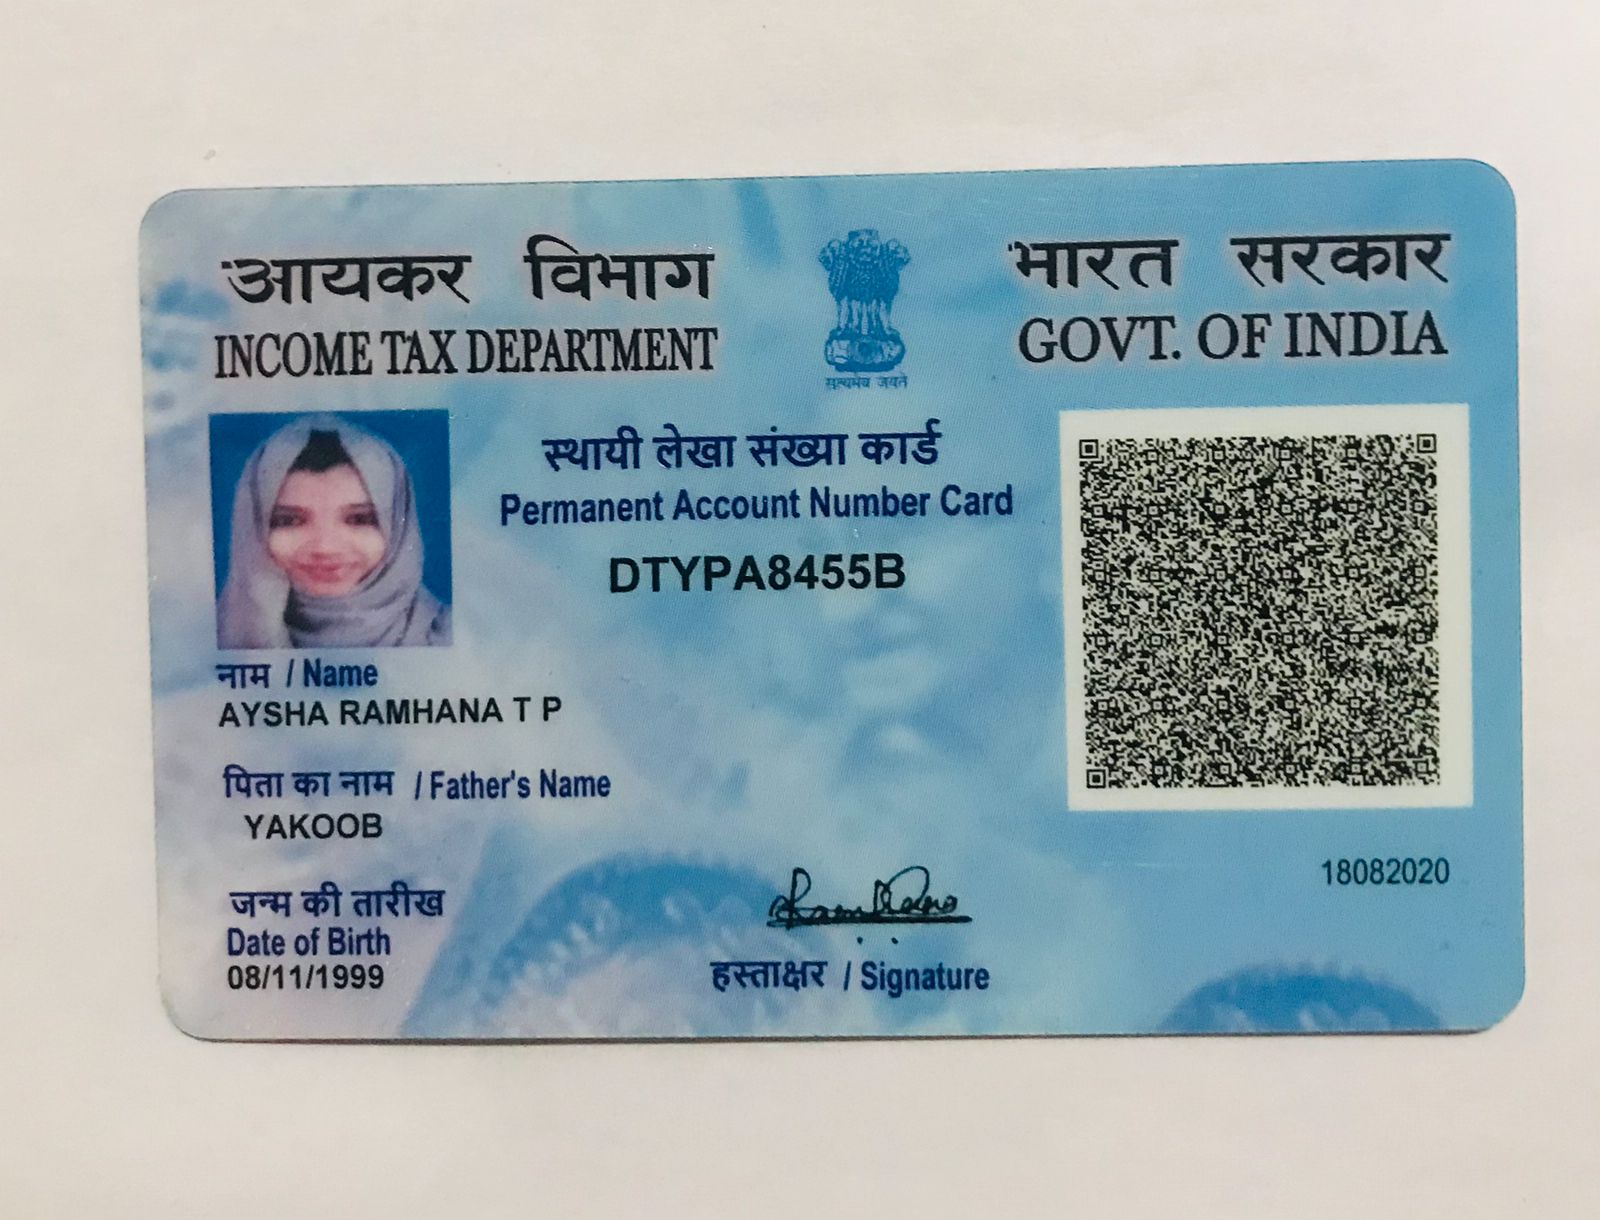 आयकर विभाग
INCOME TAX DEPARTMENT
सत्यमेव जयते
भारत सरकार
GOVT. OF INDIA
स्थायी लेखा संख्या कार्ड
Permanent Account Number Card
DTYPA8455B
नाम / Name
AYSHA RAMHANA T P
पिता का नाम / Father's Name
YAKOOB
जन्म की तारीख
Date of Birth
08/11/1999
हस्ताक्षर / Signature
18082020